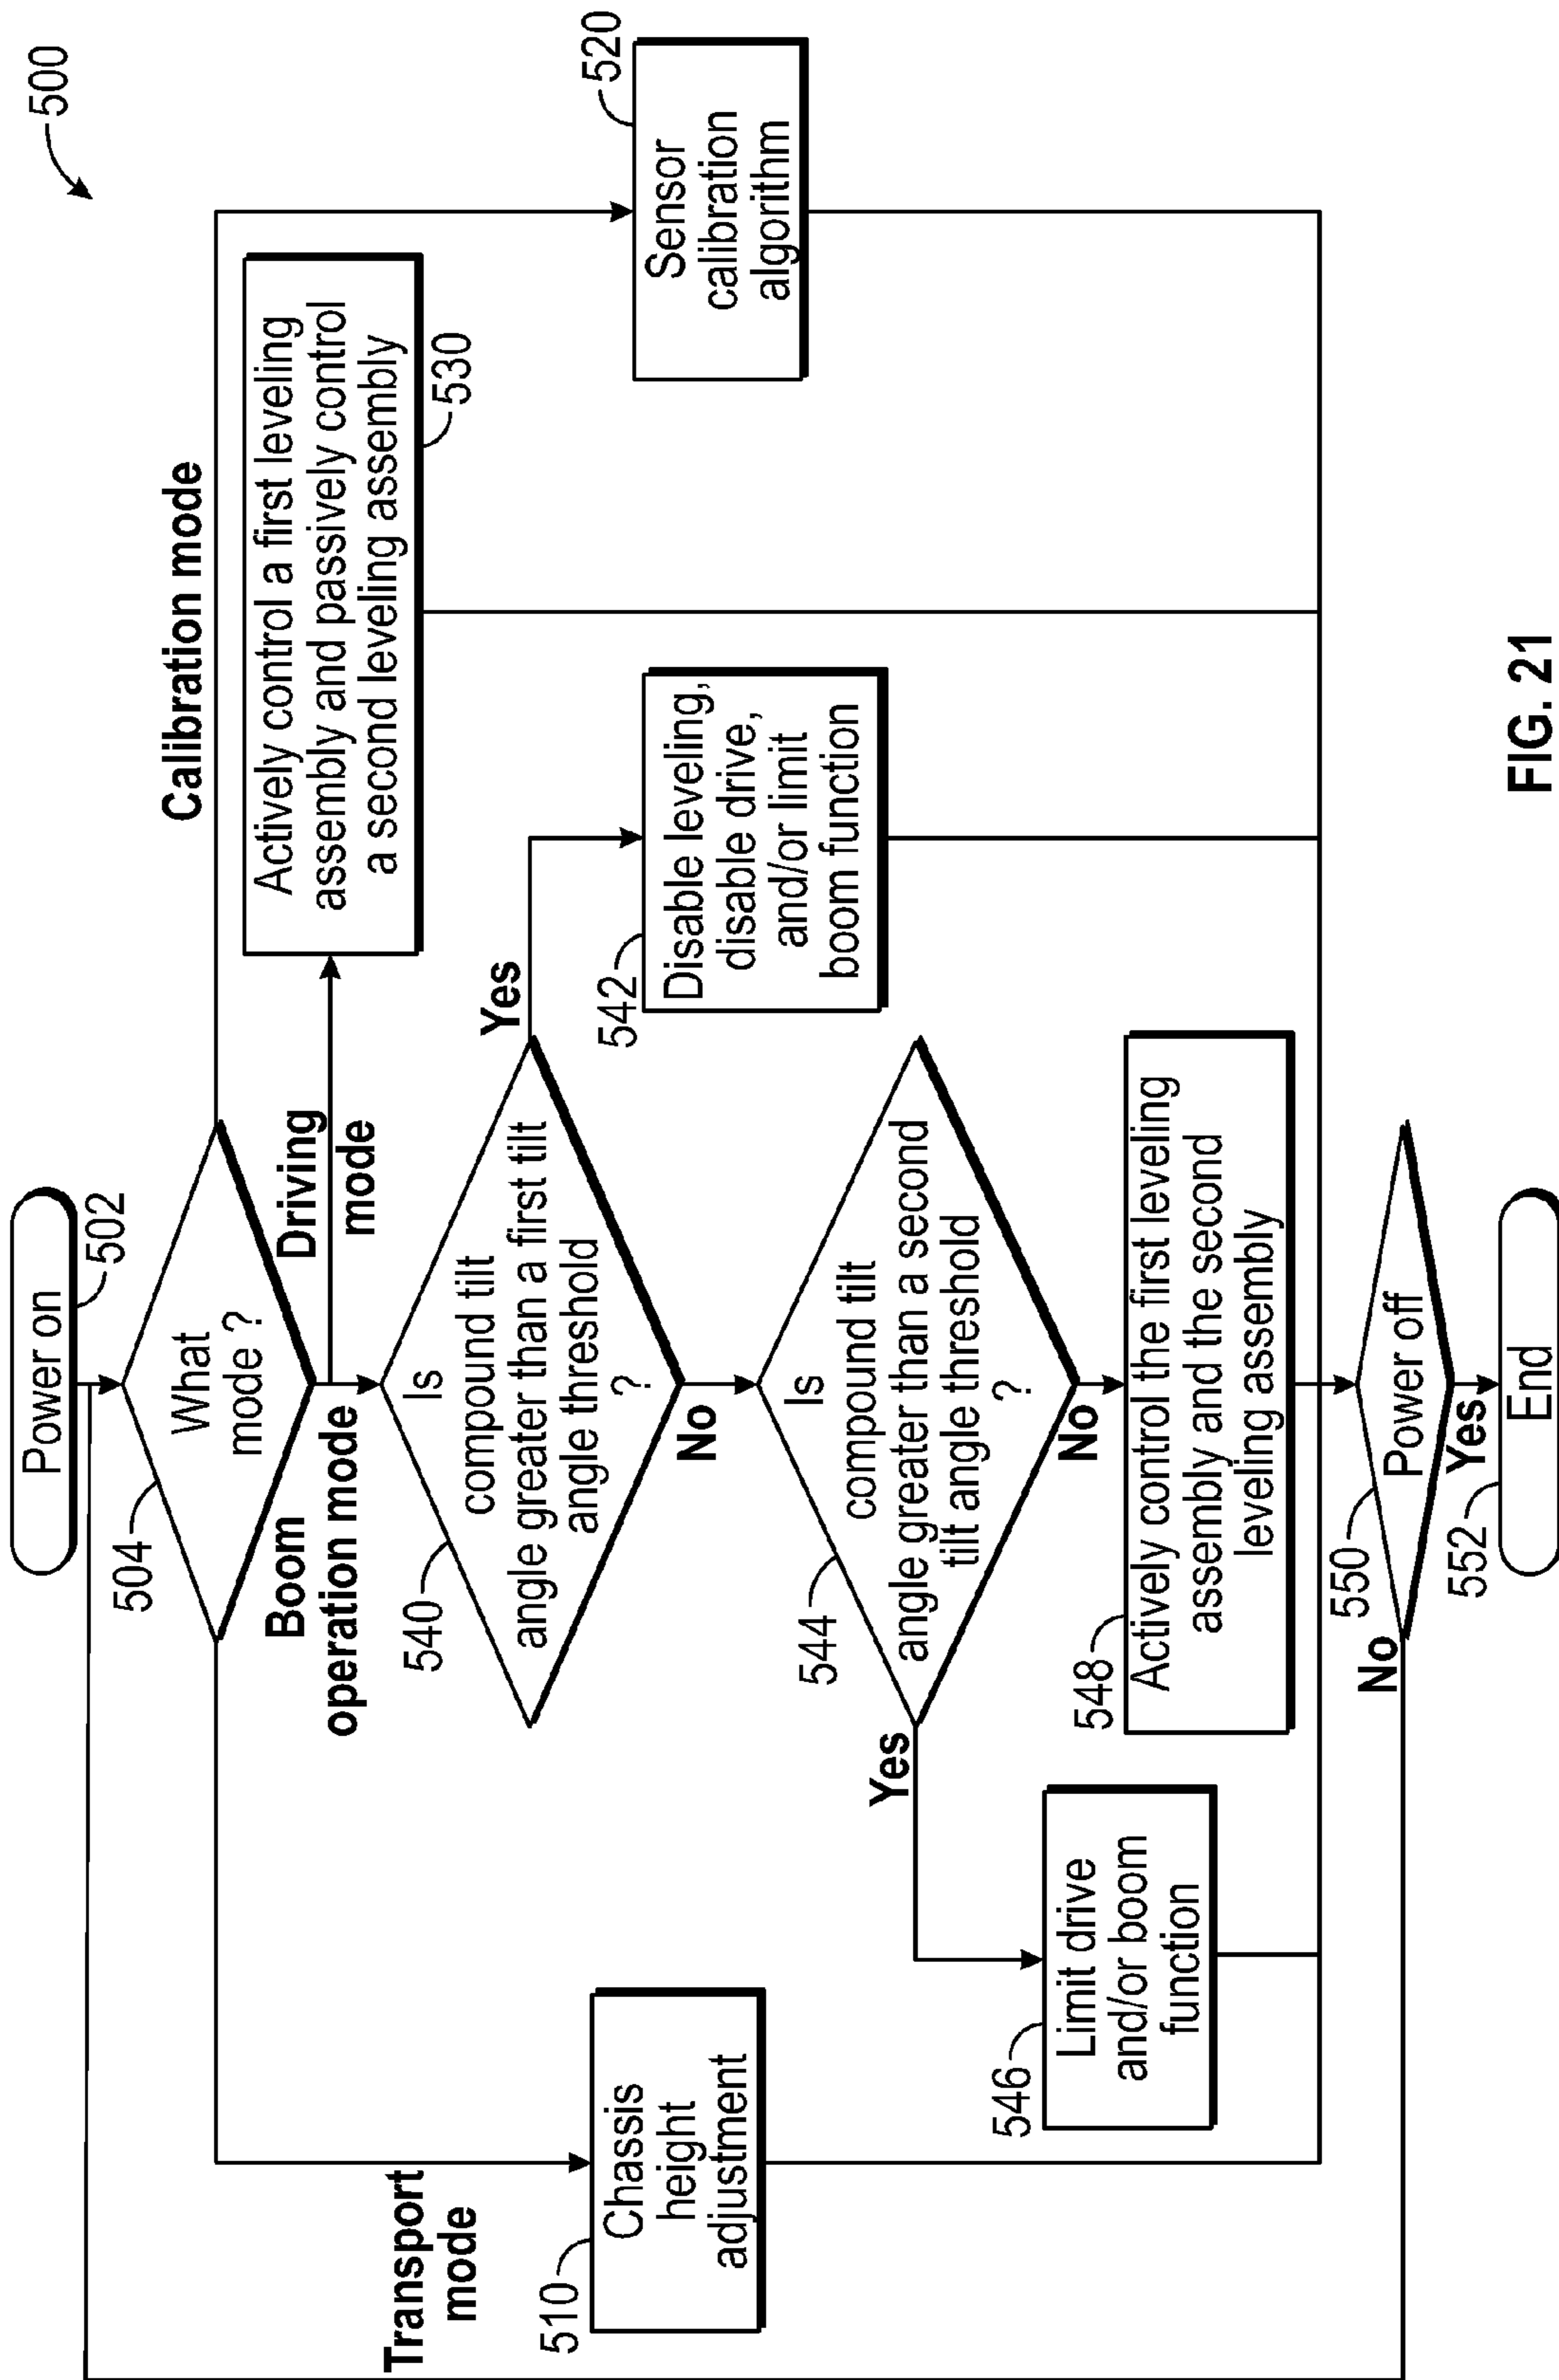 500
Power on
502
504
What
mode ?
Calibration mode
Transport
mode
Boom
operation mode
Driving
mode
510
Chassis
height
adjustment
520
Sensor
calibration
algorithm
Actively control a first leveling
assembly and passively control
a second leveling assembly
530
540
Is
compound tilt
angle greater than a first tilt
angle threshold
?
Yes
No
542
Disable leveling,
disable drive,
and/or limit
boom function
544
Is
compound tilt
angle greater than a second
tilt angle threshold
?
Yes
No
546
Limit drive
and/or boom
function
548
Actively control the first leveling
assembly and the second
leveling assembly
550
Power off
No
Yes
552
End
FIG. 21